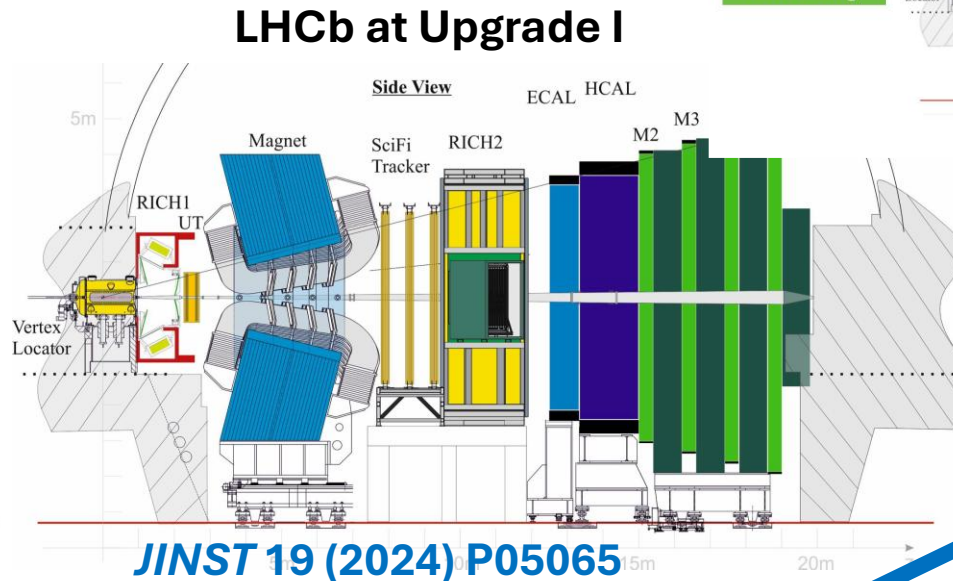 LHCb at Upgrade I
Side View
ECAL
HCAL
5m
Magnet
SciFi
Tracker
RICH2
M2
M3
RICH1
UT
Vertex
Locator
JINST 19 (2024) P05065
5m
15m
20m